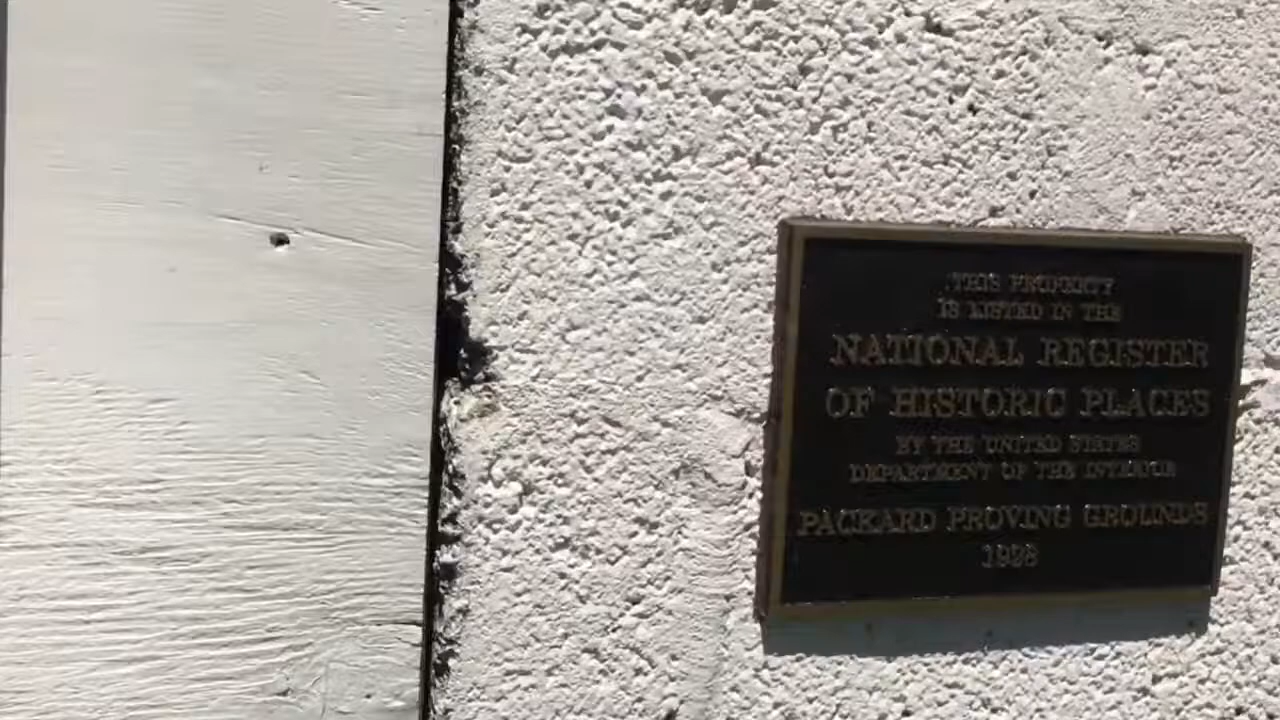 THIS PROPERTY
IS LISTED IN THE
NATIONAL REGISTER
OF HISTORIC PLACES
BY THE UNITED STATES
DEPARTMENT OF THE INTERIOR
PACKARD PROVING GROUNDS
1926